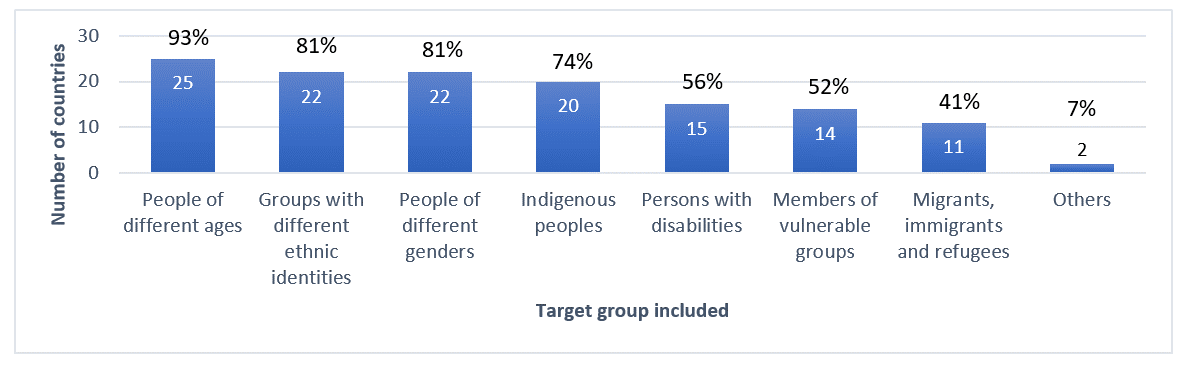 Number of countries
30
20
10
0
93%
81%
81%
74%
56%
52%
41%
7%
25
22
22
20
15
14
11
2
People of
different ages
Groups with
different
ethnic
identities
People of
different
genders
Indigenous
peoples
Persons with
disabilities
Members of
vulnerable
groups
Migrants,
immigrants
and refugees
Others
Target group included